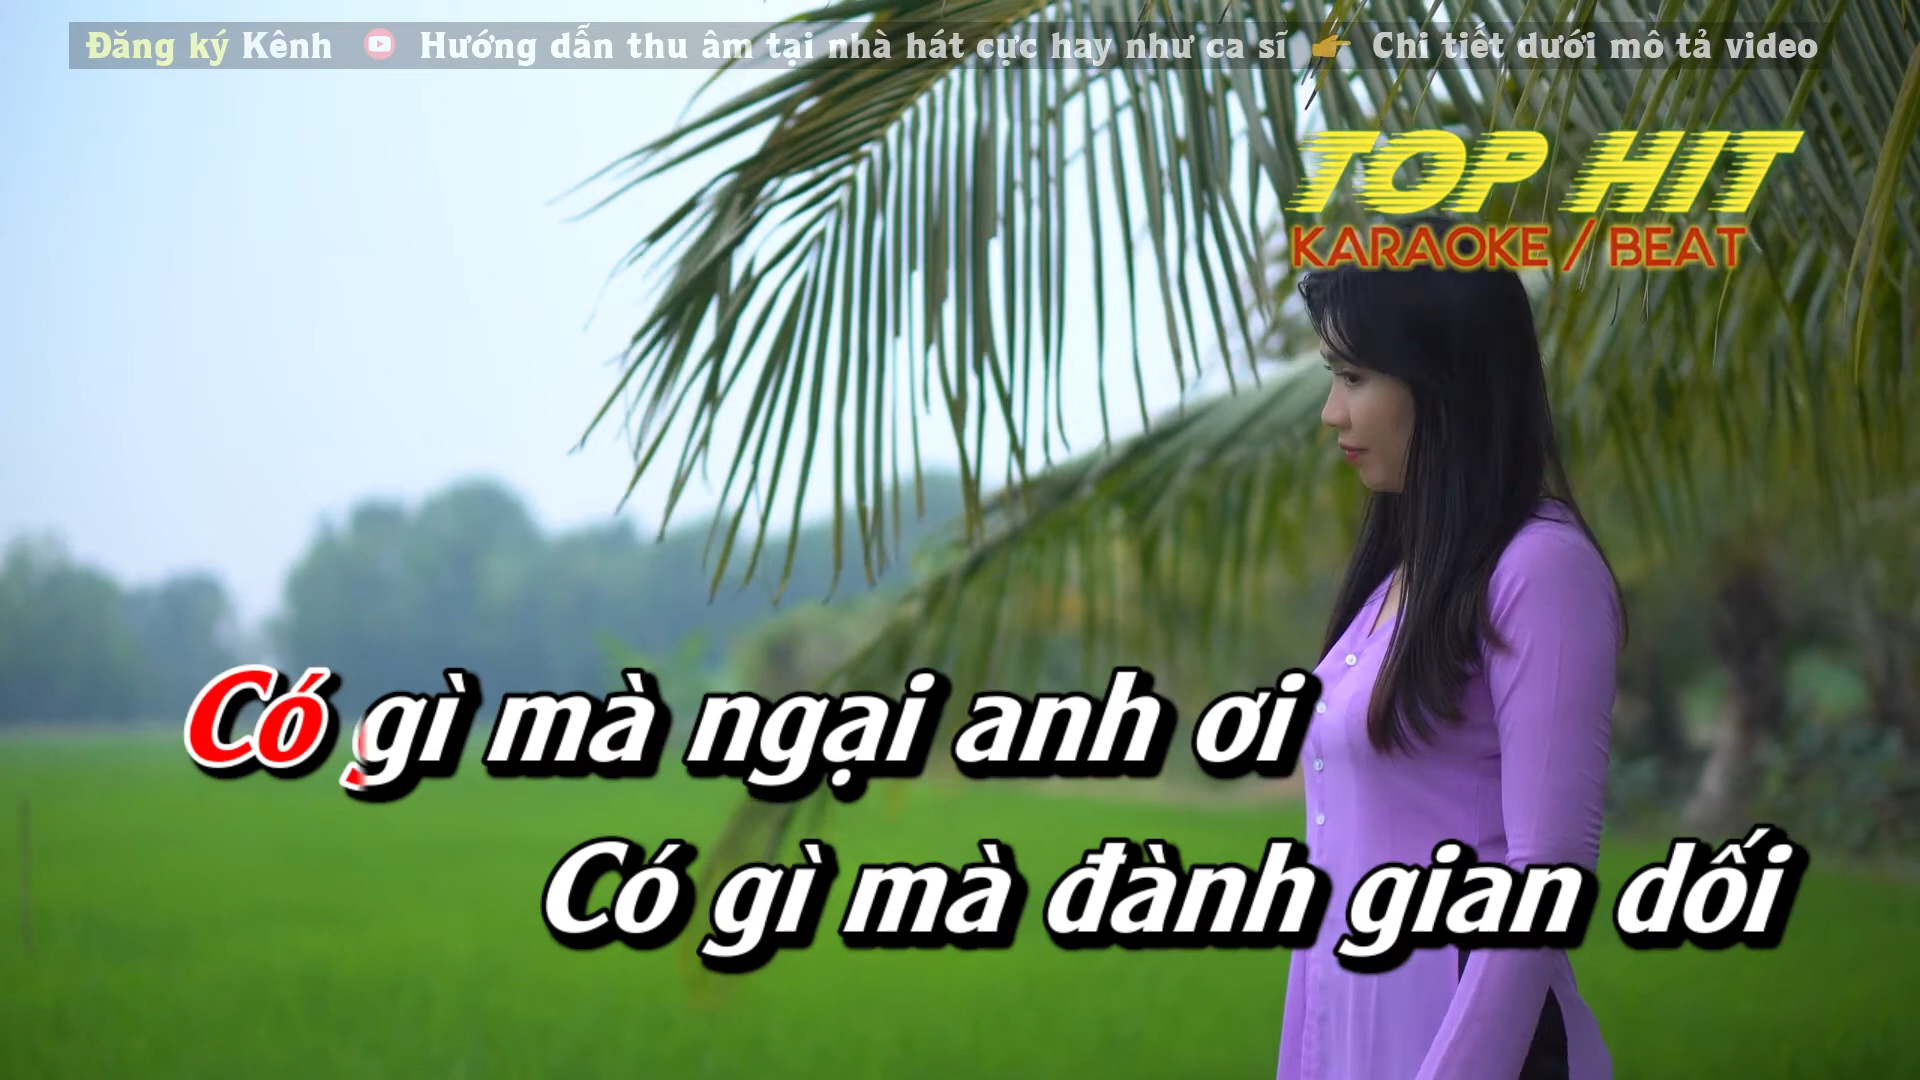 Đăng ký Kênh Hướng dẫn thu âm tại nhà hát cực hay như ca sĩ Chi tiết dưới mô tả video
TOP HIT
KARAOKE / BEAT
Có gì mà ngại anh ơi
Có gì mà đành gian dối